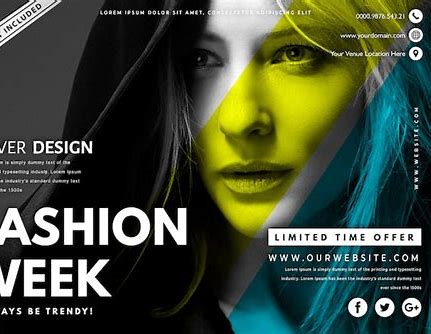 INCLUDED
LOREM IPSUM DOLOR SIT AMET, CONSECTETUR ADIPISCING ELIT
0000.9876.543.21
www.yourdomain.com
Your Venue Location Here
VER DESIGN
m is simply dummy text of the printing
typesetting industry. Lorem Ipsum
n the industry's standard dummy text
the 1500s
WWW.WEBSITE.COM
ASHION
WEEK
AYS BE TRENDY!
LIMITED TIME OFFER
WWW.OURWEBSITE.COM
Lorem Ipsum is simply dummy text of the printing
and typesetting industry. Lorem Ipsum has
been the industry's standard dummy text
ever since the 1500s
f
G+